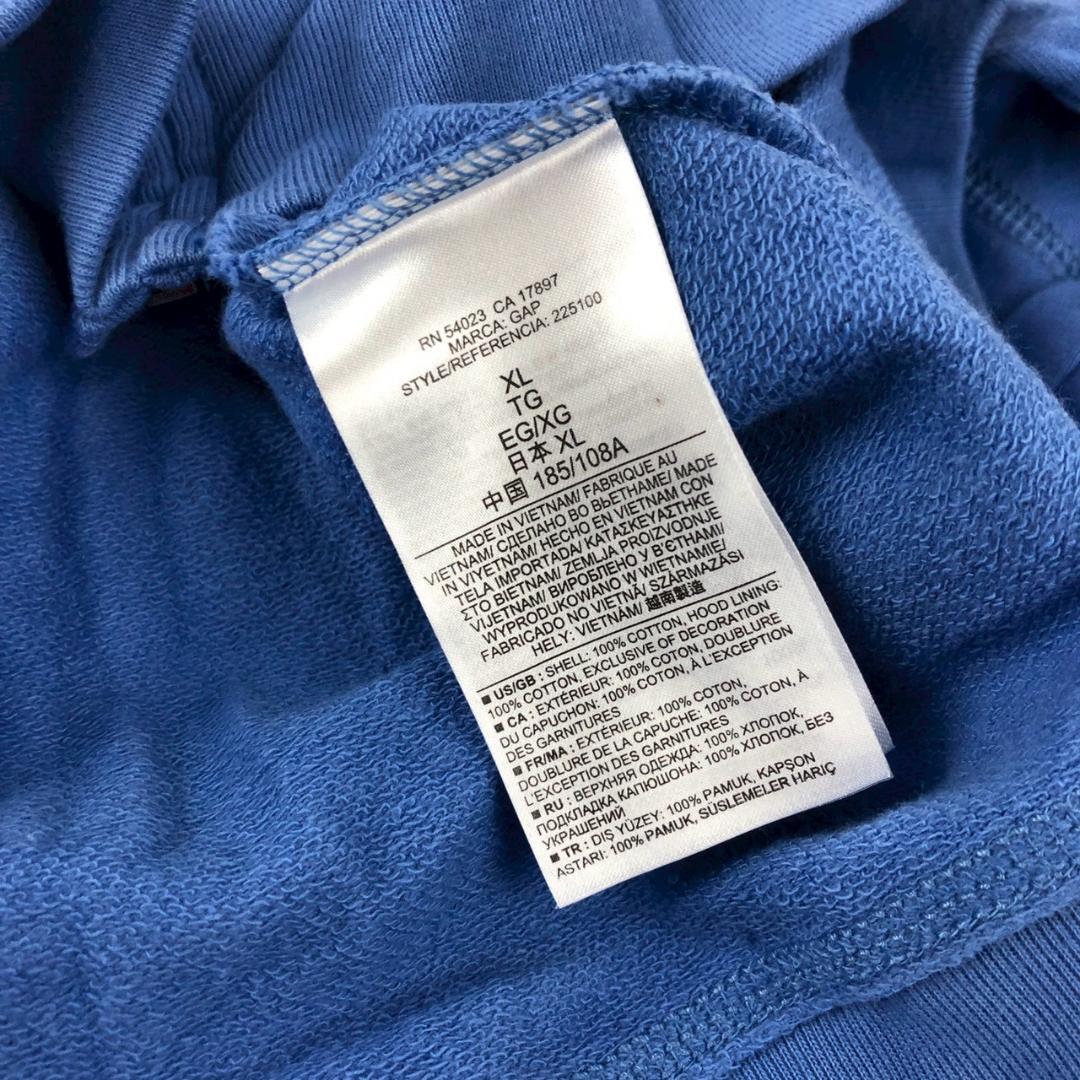 RN 54023 CA 17897
MARCA: GAP
STYLE/REFERENCIA: 225100
XL
TG
EG/XG
日本 XL
中国 185/108A
MADE IN VIETNAM/ FABRIQUE AU
VIETNAM/ СДЕЛАНО ВО ВЬЕТНАМЕ/ MADE
IN VIYETNAM/ HECHO EN VIETNAM CON
TELA IMPORTADA/ ΚΑΤΑΣΚΕΥΑΣΤΗΚΕ
ΣΤΟ ΒΙΕΤΝΑΜ/ ZEMLJA PROIZVODNJE
VIJETNAM/ ВИРОБЛЕНО У В'ЄТНАМІ/
WYPRODUKOWANO W WIETNAMIE/
FABRICADO NO VIETNÃ/ SZÁRMAZÁSI
HELY: VIETNÁM/ 越南製造
■ US/GB : SHELL: 100% COTTON, HOOD LINING:
100% COTTON, EXCLUSIVE OF DECORATION
■ CA : EXTÉRIEUR: 100% COTON, DOUBLURE
DU CAPUCHON: 100% COTON, À L'EXCEPTION
DES GARNITURES
■ FR/MA : EXTÉRIEUR: 100% COTON,
DOUBLURE DE LA CAPUCHE: 100% COTON, À
L'EXCEPTION DES GARNITURES
■ RU : ВЕРХНЯЯ ОДЕЖДА: 100% ХЛОПОК,
ПОДКЛАДКА КАПЮШОНА: 100% ХЛОПОК, БЕЗ
УКРАШЕНИЙ
■ TR : DIŞ YÜZEY: 100% PAMUK, KAPŞON
ASTARI: 100% PAMUK, SÜSLEMELER HARIÇ